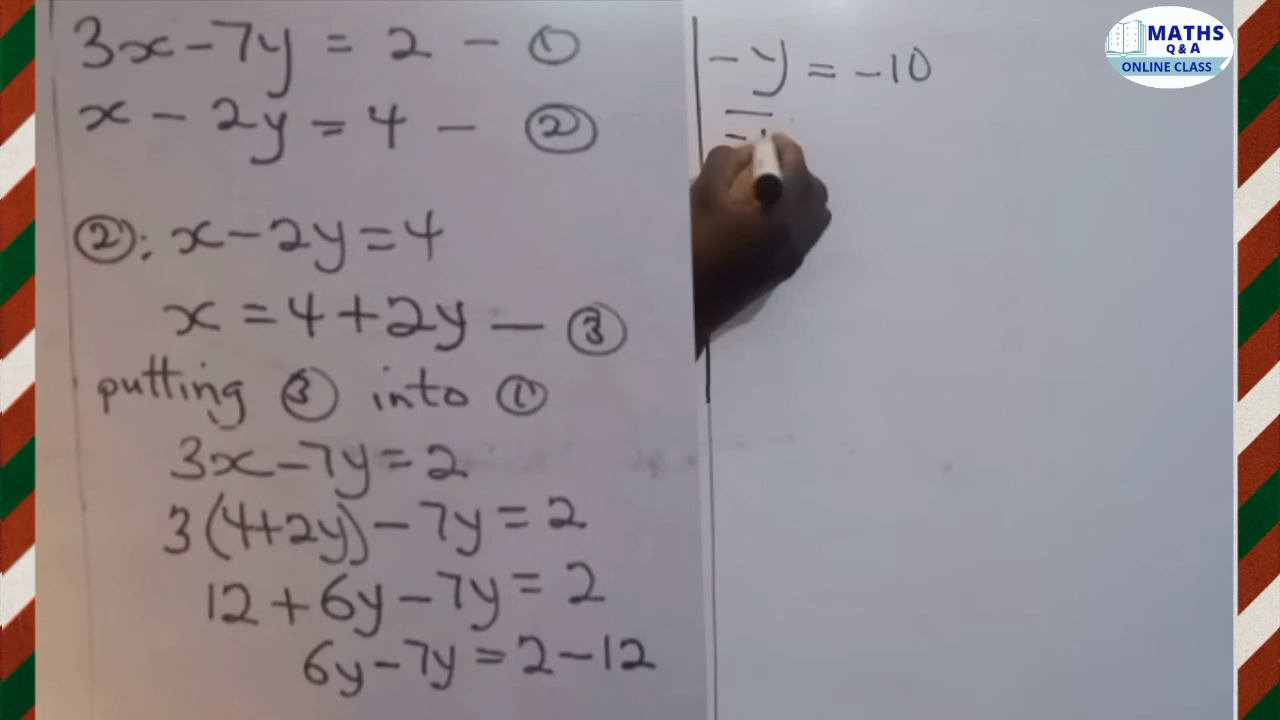 3x - 7y = 2 - ①
x - 2y = 4 - ②
②: x - 2y = 4
x = 4 + 2y - ③
putting ③ into ①
3x - 7y = 2
3(4+2y) - 7y = 2
12 + 6y - 7y = 2
6y - 7y = 2 - 12
-y = -10
MATHS
Q & A
ONLINE CLASS